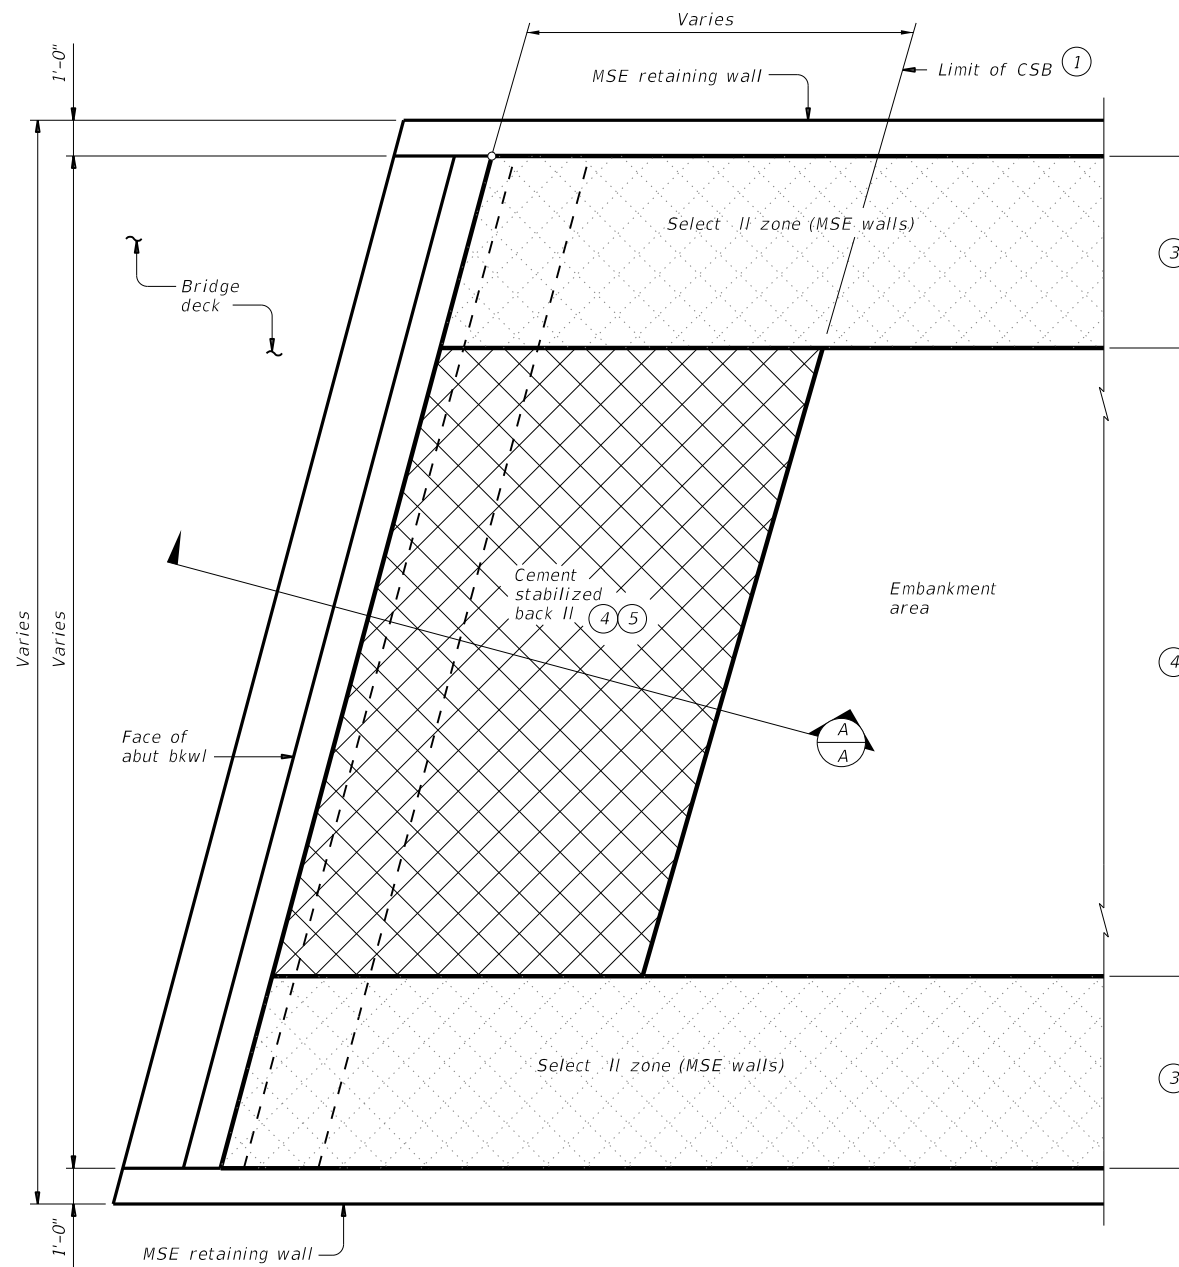 Varies
1'-0"
MSE retaining wall
Limit of CSB 1
Select ll zone (MSE walls)
3
Bridge
deck
Cement
stabilized
back ll 4 5
Embankment
area
Varies
Varies
4
Face of
abut bkwl
A
A
Select ll zone (MSE walls)
3
1'-0"
MSE retaining wall